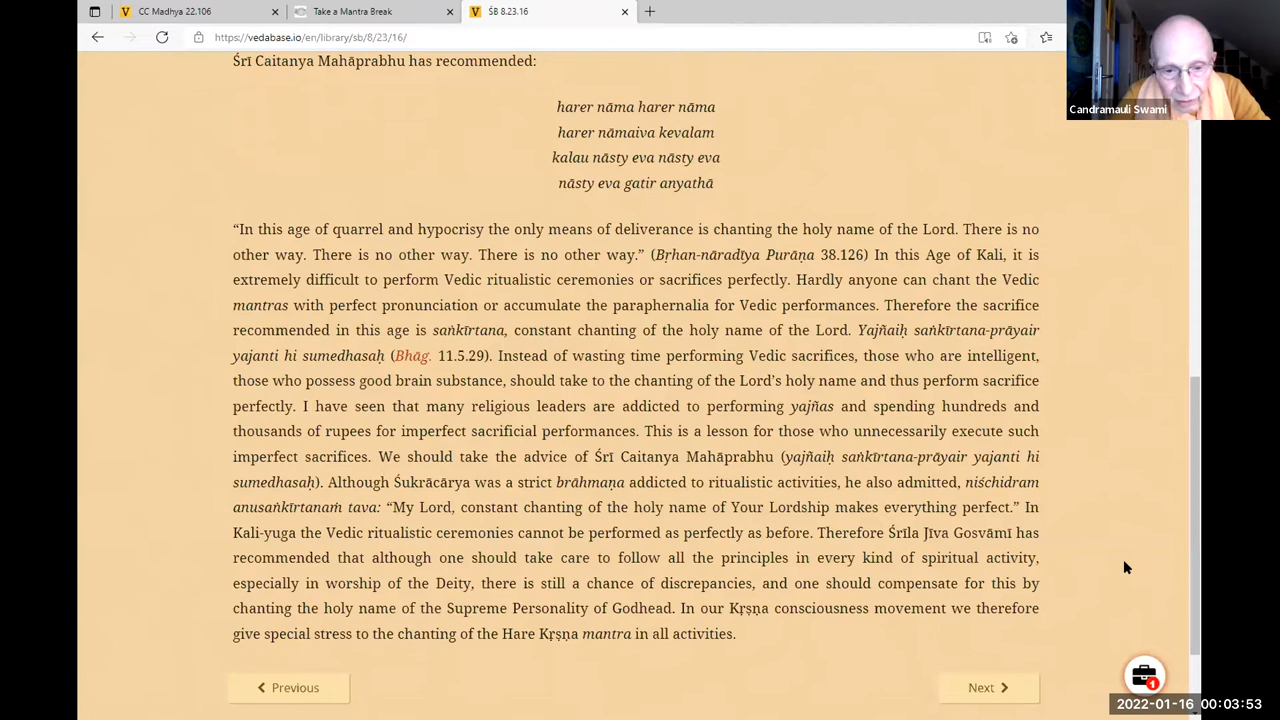 CC Madhya 22.106
Take a Mantra Break
ŚB 8.23.16
https://vedabase.io/en/library/sb/8/23/16/
Candramauli Swami
Śrī Caitanya Mahāprabhu has recommended:
harer nāma harer nāma
harer nāmaiva kevalam
kalau nāsty eva nāsty eva
nāsty eva gatir anyathā
“In this age of quarrel and hypocrisy the only means of deliverance is chanting the holy name of the Lord. There is no
other way. There is no other way. There is no other way.” (Bṛhan-nāradīya Purāṇa 38.126) In this Age of Kali, it is
extremely difficult to perform Vedic ritualistic ceremonies or sacrifices perfectly. Hardly anyone can chant the Vedic
mantras with perfect pronunciation or accumulate the paraphernalia for Vedic performances. Therefore the sacrifice
recommended in this age is saṅkīrtana, constant chanting of the holy name of the Lord. Yajñaiḥ saṅkīrtana-prāyair
yajanti hi sumedhasaḥ (Bhāg. 11.5.29). Instead of wasting time performing Vedic sacrifices, those who are intelligent,
those who possess good brain substance, should take to the chanting of the Lord’s holy name and thus perform sacrifice
perfectly. I have seen that many religious leaders are addicted to performing yajñas and spending hundreds and
thousands of rupees for imperfect sacrificial performances. This is a lesson for those who unnecessarily execute such
imperfect sacrifices. We should take the advice of Śrī Caitanya Mahāprabhu (yajñaiḥ saṅkīrtana-prāyair yajanti hi
sumedhasaḥ). Although Śukrācārya was a strict brāhmaṇa addicted to ritualistic activities, he also admitted, niśchidram
anusaṅkīrtanaṁ tava: “My Lord, constant chanting of the holy name of Your Lordship makes everything perfect.” In
Kali-yuga the Vedic ritualistic ceremonies cannot be performed as perfectly as before. Therefore Śrīla Jīva Gosvāmī has
recommended that although one should take care to follow all the principles in every kind of spiritual activity,
especially in worship of the Deity, there is still a chance of discrepancies, and one should compensate for this by
chanting the holy name of the Supreme Personality of Godhead. In our Kṛṣṇa consciousness movement we therefore
give special stress to the chanting of the Hare Kṛṣṇa mantra in all activities.
Previous
Next
1
2022-01-16 00:03:53